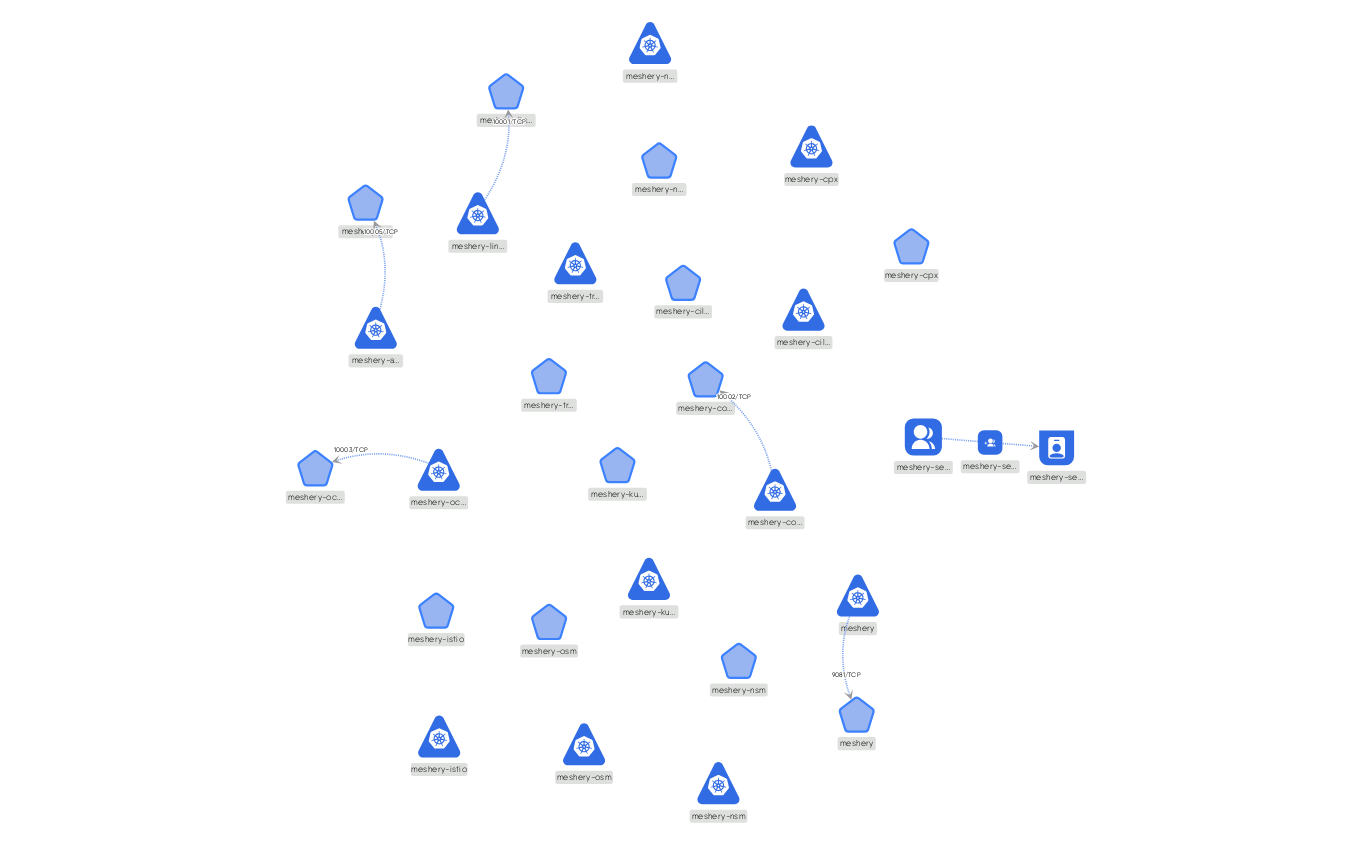 meshery-n...
10001/TCP
meshery-n...
meshery-cpx
10005/TCP
meshery-lin...
meshery-cpx
meshery-tr...
meshery-cil...
meshery-cil...
meshery-a...
meshery-tr...
10002/TCP
meshery-co...
10003/TCP
meshery-se...
meshery-se...
meshery-se...
meshery-oc...
meshery-oc...
meshery-ku...
meshery-co...
meshery-ku...
meshery
meshery-istio
meshery-osm
9081/TCP
meshery-nsm
meshery
meshery-istio
meshery-osm
meshery-nsm